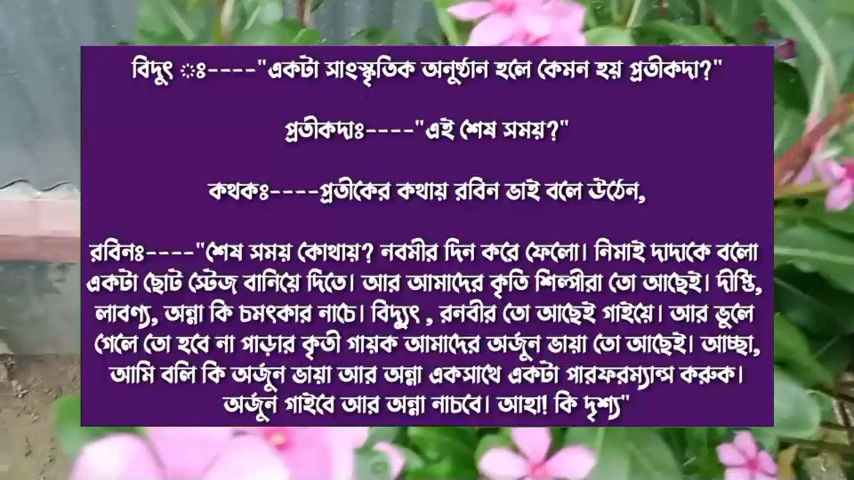 বিদুৎ ঃ----"একটা সাংস্কৃতিক অনুষ্ঠান হলে কেমন হয় প্রতীকদা?"
প্রতীকদাঃ----"এই শেষ সময়?"
কথকঃ----প্রতীকের কথায় রবিন ভাই বলে উঠেন,
রবিনঃ----"শেষ সময় কোথায়? নবমীর দিন করে ফেলো। নিমাই দাদাকে বলো
একটা ছোট স্টেজ বানিয়ে দিতে। আর আমাদের কৃতি শিল্পীরা তো আছেই। দীপ্তি,
লাবণ্য, অন্না কি চমৎকার নাচে। বিদ্যুৎ , রনবীর তো আছেই গাইয়ে। আর ভুলে
গেলে তো হবে না পাড়ার কৃতী গায়ক আমাদের অর্জুন ভায়া তো আছেই। আচ্ছা,
আমি বলি কি অর্জুন ভায়া আর অন্না একসাথে একটা পারফরম্যান্স করুক।
অর্জুন গাইবে আর অন্না নাচবে। আহা! কি দৃশ্য"